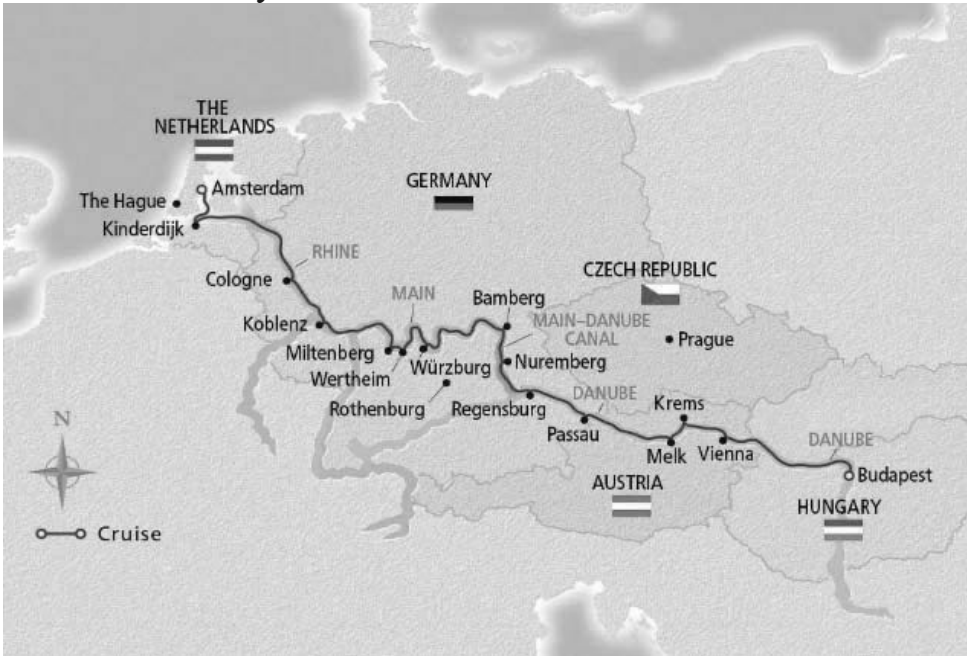 THE
NETHERLANDS
Amsterdam
The Hague
Kinderdijk
GERMANY
RHINE
Cologne
CZECH REPUBLIC
MAIN
Bamberg
Koblenz
MAIN–DANUBE
CANAL
Prague
Miltenberg
Würzburg
Nuremberg
Wertheim
Rothenburg
Regensburg
DANUBE
Krems
Passau
Melk
Vienna
DANUBE
Budapest
AUSTRIA
HUNGARY
N
Cruise